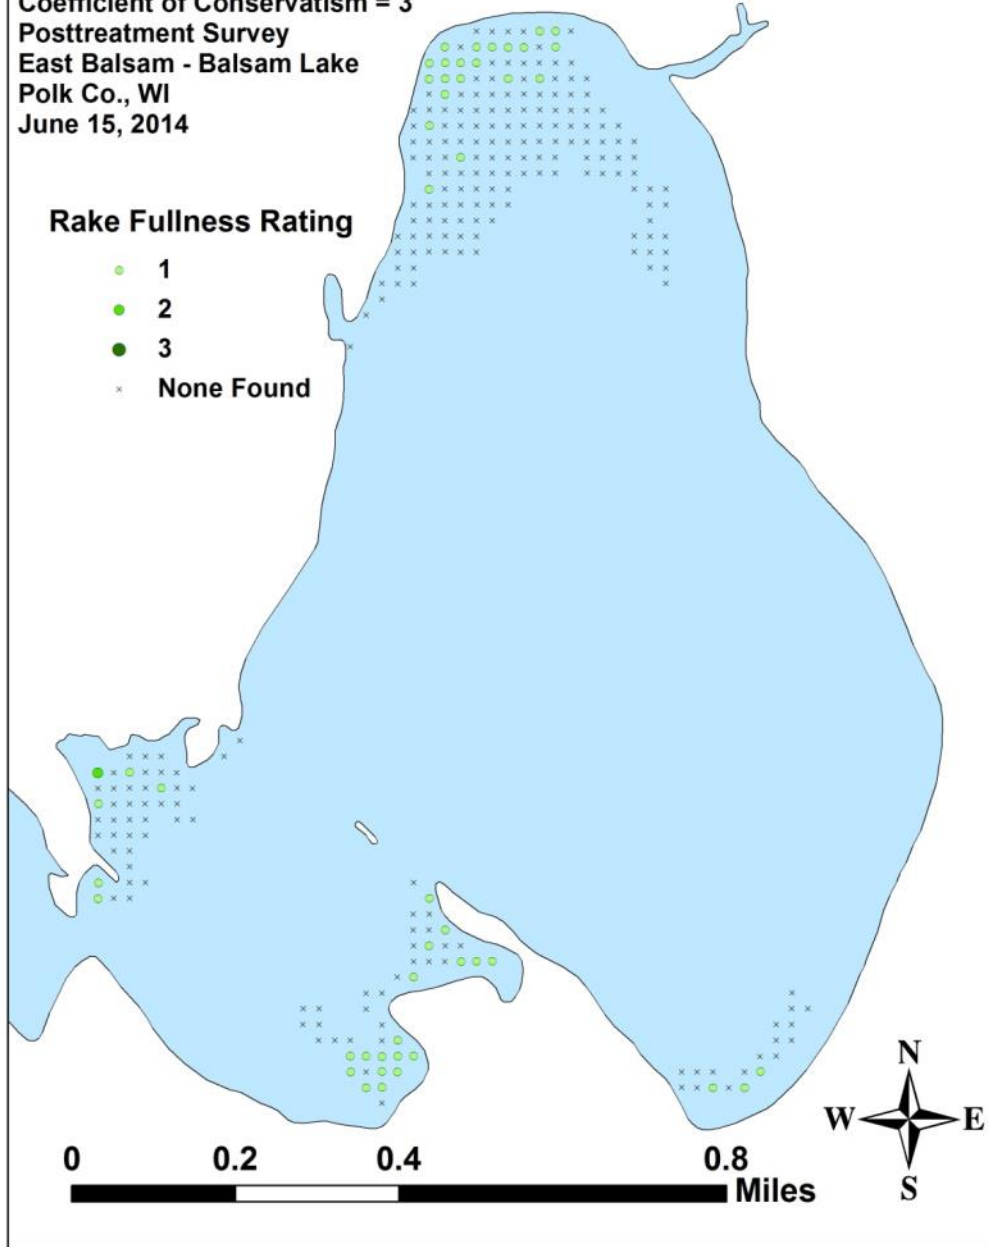 Coefficient of Conservatism = 3
Posttreatment Survey
East Balsam - Balsam Lake
Polk Co., WI
June 15, 2014
Rake Fullness Rating
1
2
3
None Found
N
W E
S
0 0.2 0.4 0.8
Miles